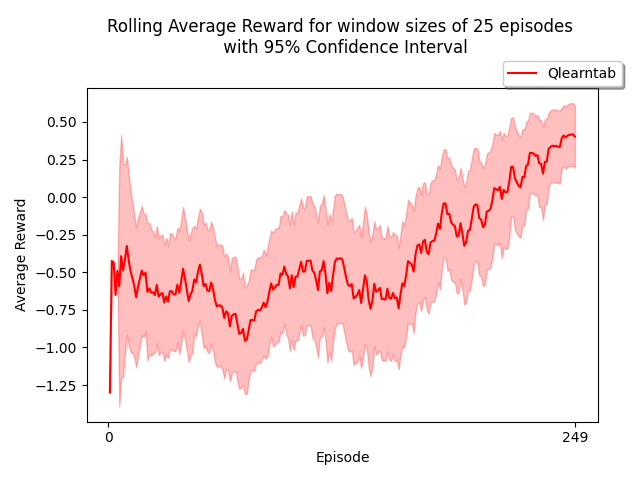 Rolling Average Reward for window sizes of 25 episodes
with 95% Confidence Interval
Qlearntab
Average Reward
0.50
0.25
0.00
−0.25
−0.50
−0.75
−1.00
−1.25
0
249
Episode